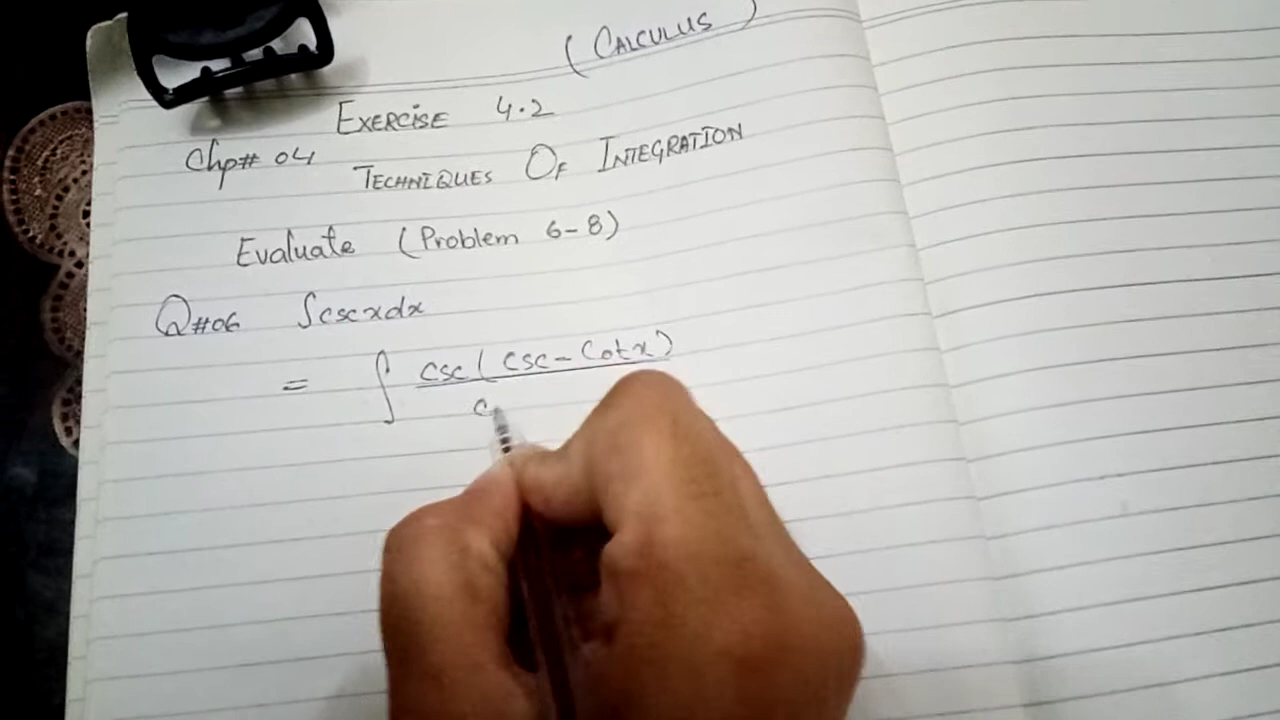 (CALCULUS)
EXERCISE 4.2
Chp# 04
TECHNIQUES OF INTEGRATION
Evaluate (Problem 6-8)
Q#06 ∫cscxdx
= ∫ csc(csc-Cotx)
c